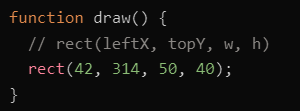 function draw() {
  // rect(leftX, topY, w, h)
  rect(42, 314, 50, 40);
}